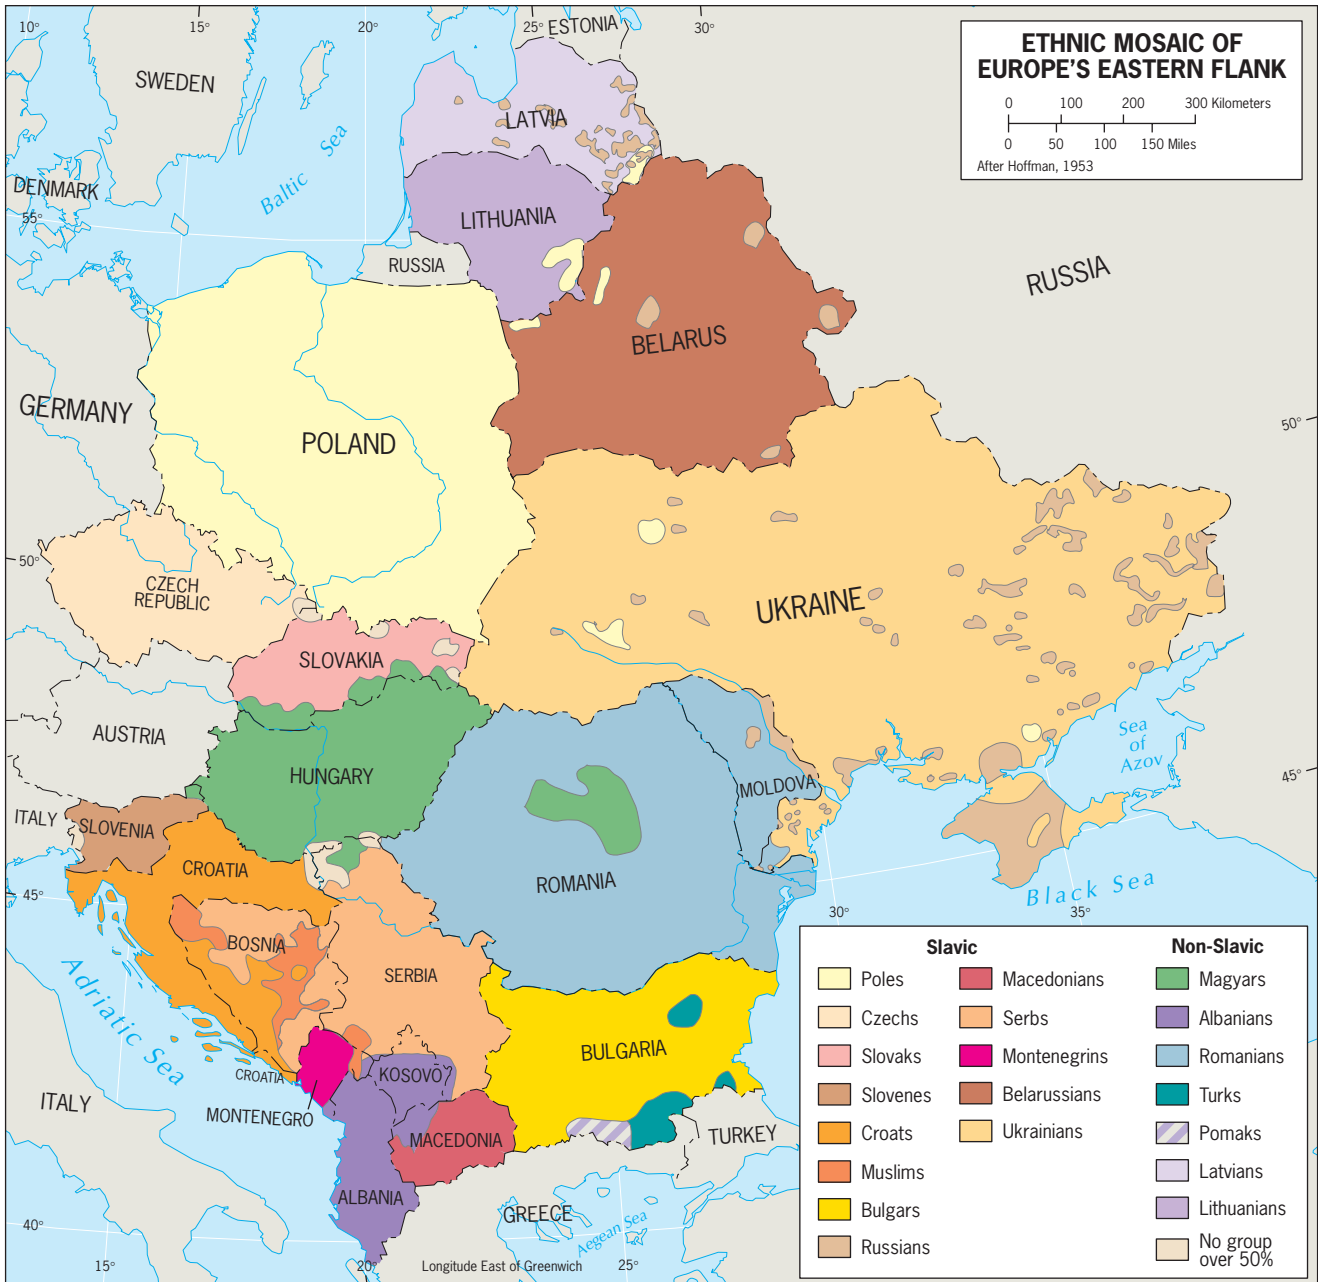 10°
15°
20°
25°
ESTONIA
30°
ETHNIC MOSAIC OF
EUROPE'S EASTERN FLANK
0 100 200 300 Kilometers
0 50 100 150 Miles
After Hoffman, 1953
SWEDEN
LATVIA
Baltic Sea
DENMARK
55°
LITHUANIA
RUSSIA
RUSSIA
BELARUS
GERMANY
POLAND
50°
50°
CZECH
REPUBLIC
UKRAINE
SLOVAKIA
AUSTRIA
Sea
of
Azov
HUNGARY
MOLDOVA
45°
ITALY
SLOVENIA
CROATIA
ROMANIA
45°
Black Sea
30°
35°
BOSNIA
SERBIA
Adriatic Sea
BULGARIA
CROATIA
KOSOVO
MONTENEGRO
ITALY
MACEDONIA
TURKEY
ALBANIA
GREECE
Aegean Sea
40°
15°
20°
Longitude East of Greenwich
25°
Slavic
Poles
Czechs
Slovaks
Slovenes
Croats
Muslims
Bulgars
Russians
Macedonians
Serbs
Montenegrins
Belarussians
Ukrainians
Non-Slavic
Magyars
Albanians
Romanians
Turks
Pomaks
Latvians
Lithuanians
No group
over 50%